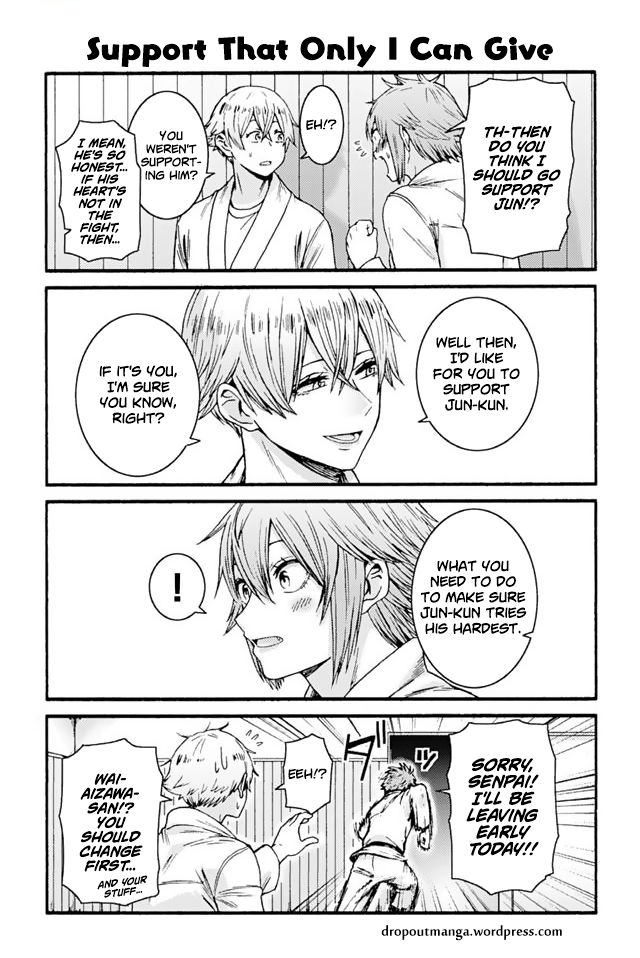 Support That Only I Can Give
TH-THEN
DO YOU
THINK I
SHOULD GO
SUPPORT
JUN!?
EH!?
YOU
WEREN'T
SUPPORT-
ING HIM?
I MEAN,
HE'S SO
HONEST...
IF HIS
HEART'S
NOT IN
THE
FIGHT,
THEN...
WELL THEN,
I'D LIKE
FOR YOU TO
SUPPORT
JUN-KUN.
IF IT'S YOU,
I'M SURE
YOU KNOW,
RIGHT?
WHAT YOU
NEED TO DO
TO MAKE SURE
JUN-KUN TRIES
HIS HARDEST.
!
SORRY,
SENPAI!
I'LL BE
LEAVING
EARLY
TODAY!!
ダッ
EEH!?
WAI-
AIZAWA-
SAN!?
YOU
SHOULD
CHANGE
FIRST...
AND YOUR
STUFF...
dropoutmanga.wordpress.com